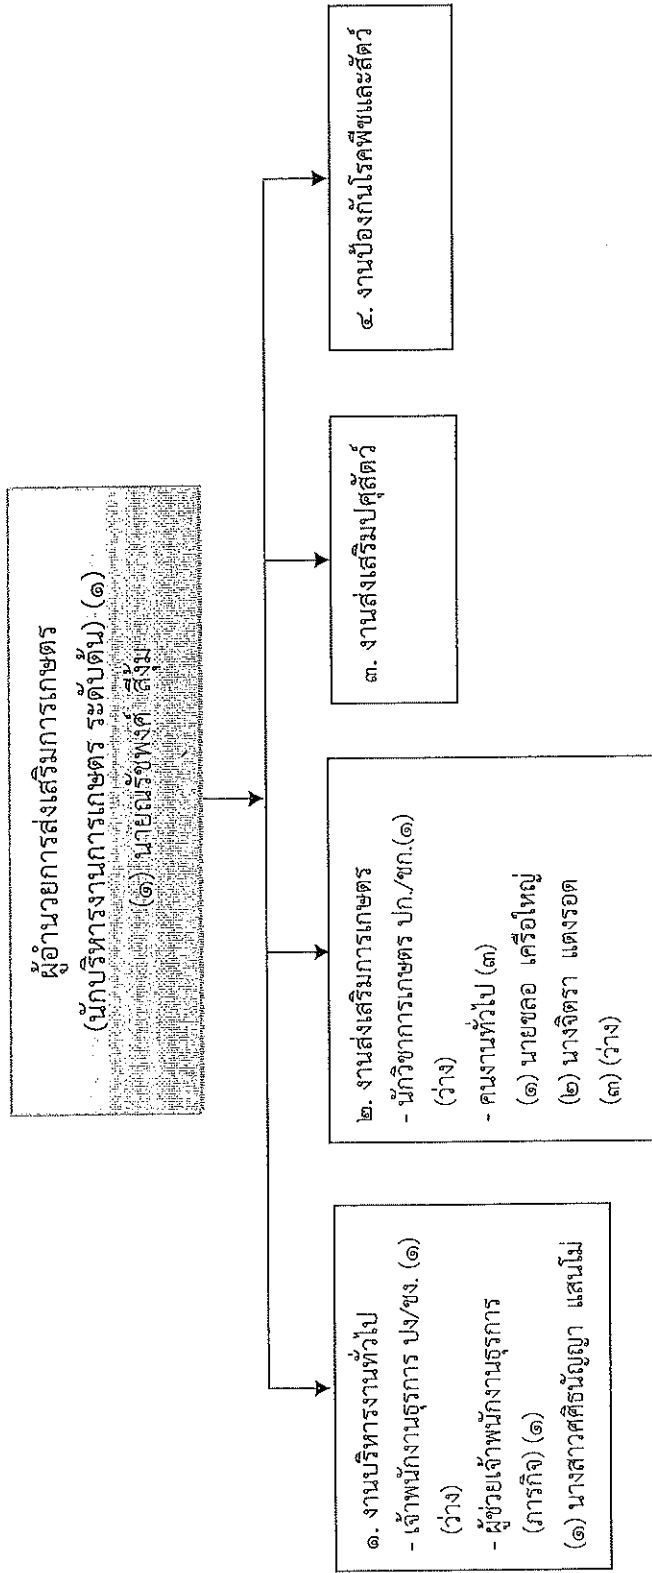 ผู้อำนวยการส่งเสริมการเกษตร
(นักบริหารงานการเกษตร ระดับต้น) (๑)
(๑) นายณรัชพงศ์ สีงุ้ม
๑. งานบริหารงานทั่วไป
- เจ้าพนักงานธุรการ ปง/ชง. (๑)
(ว่าง)
- ผู้ช่วยเจ้าพนักงานธุรการ
(ภารกิจ) (๑)
(๑) นางสาวศศิธนัญญา แสนโม่
๒. งานส่งเสริมการเกษตร
- นักวิชาการเกษตร ปก./ชก.(๑)
(ว่าง)
- คนงานทั่วไป (๓)
(๑) นายชลอ เครือใหญ่
(๒) นางจิตรา แตงรอด
(๓) (ว่าง)
๓. งานส่งเสริมปศุสัตว์
๔. งานป้องกันโรคพืชและสัตว์